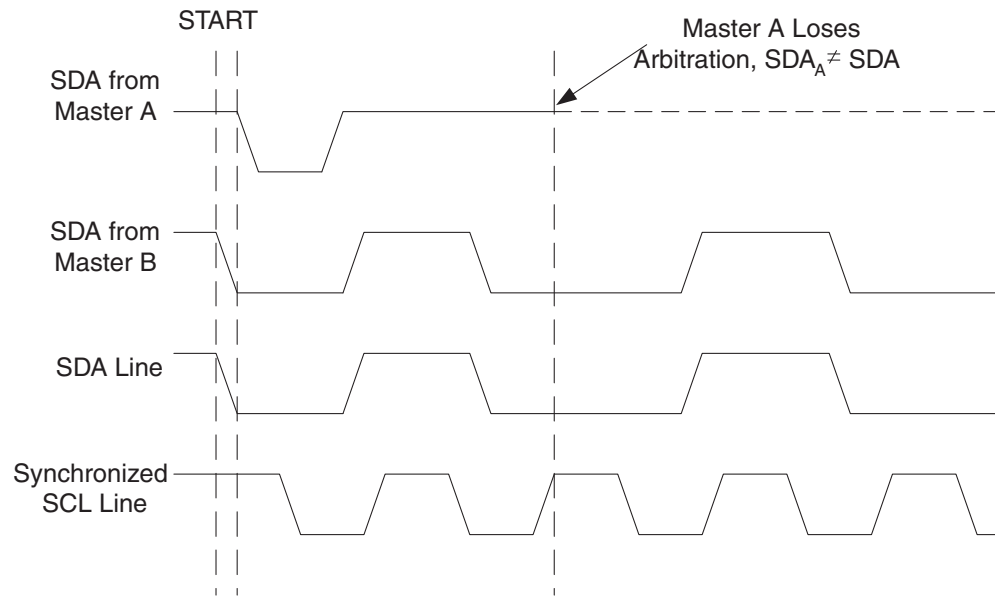 START
Master A Loses
Arbitration, SDA_A ≠ SDA
SDA from
Master A
SDA from
Master B
SDA Line
Synchronized
SCL Line